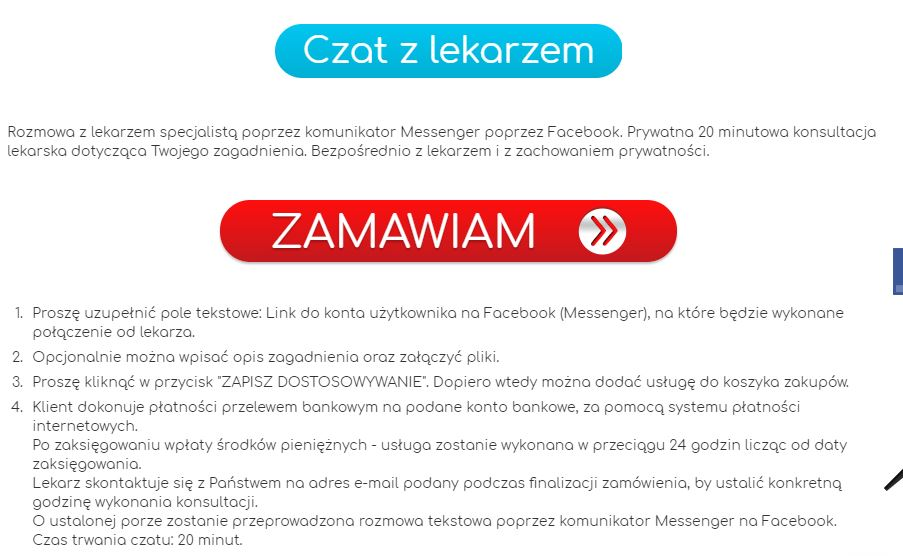 Czat z lekarzem
Rozmowa z lekarzem specjalistą poprzez komunikator Messenger poprzez Facebook. Prywatna 20 minutowa konsultacja
lekarska dotycząca Twojego zagadnienia. Bezpośrednio z lekarzem i z zachowaniem prywatności.
ZAMAWIAM
1. Proszę uzupełnić pole tekstowe: Link do konta użytkownika na Facebook (Messenger), na które będzie wykonane
połączenie od lekarza.
2. Opcjonalnie można wpisać opis zagadnienia oraz załączyć pliki.
3. Proszę kliknąć w przycisk "ZAPISZ DOSTOSOWYWANIE". Dopiero wtedy można dodać usługę do koszyka zakupów.
4. Klient dokonuje płatności przelewem bankowym na podane konto bankowe, za pomocą systemu płatności
internetowych.
Po zaksięgowaniu wpłaty środków pieniężnych - usługa zostanie wykonana w przeciągu 24 godzin licząc od daty
zaksięgowania.
Lekarz skontaktuje się z Państwem na adres e-mail podany podczas finalizacji zamówienia, by ustalić konkretną
godzinę wykonania konsultacji.
O ustalonej porze zostanie przeprowadzona rozmowa tekstowa poprzez komunikator Messenger na Facebook.
Czas trwania czatu: 20 minut.